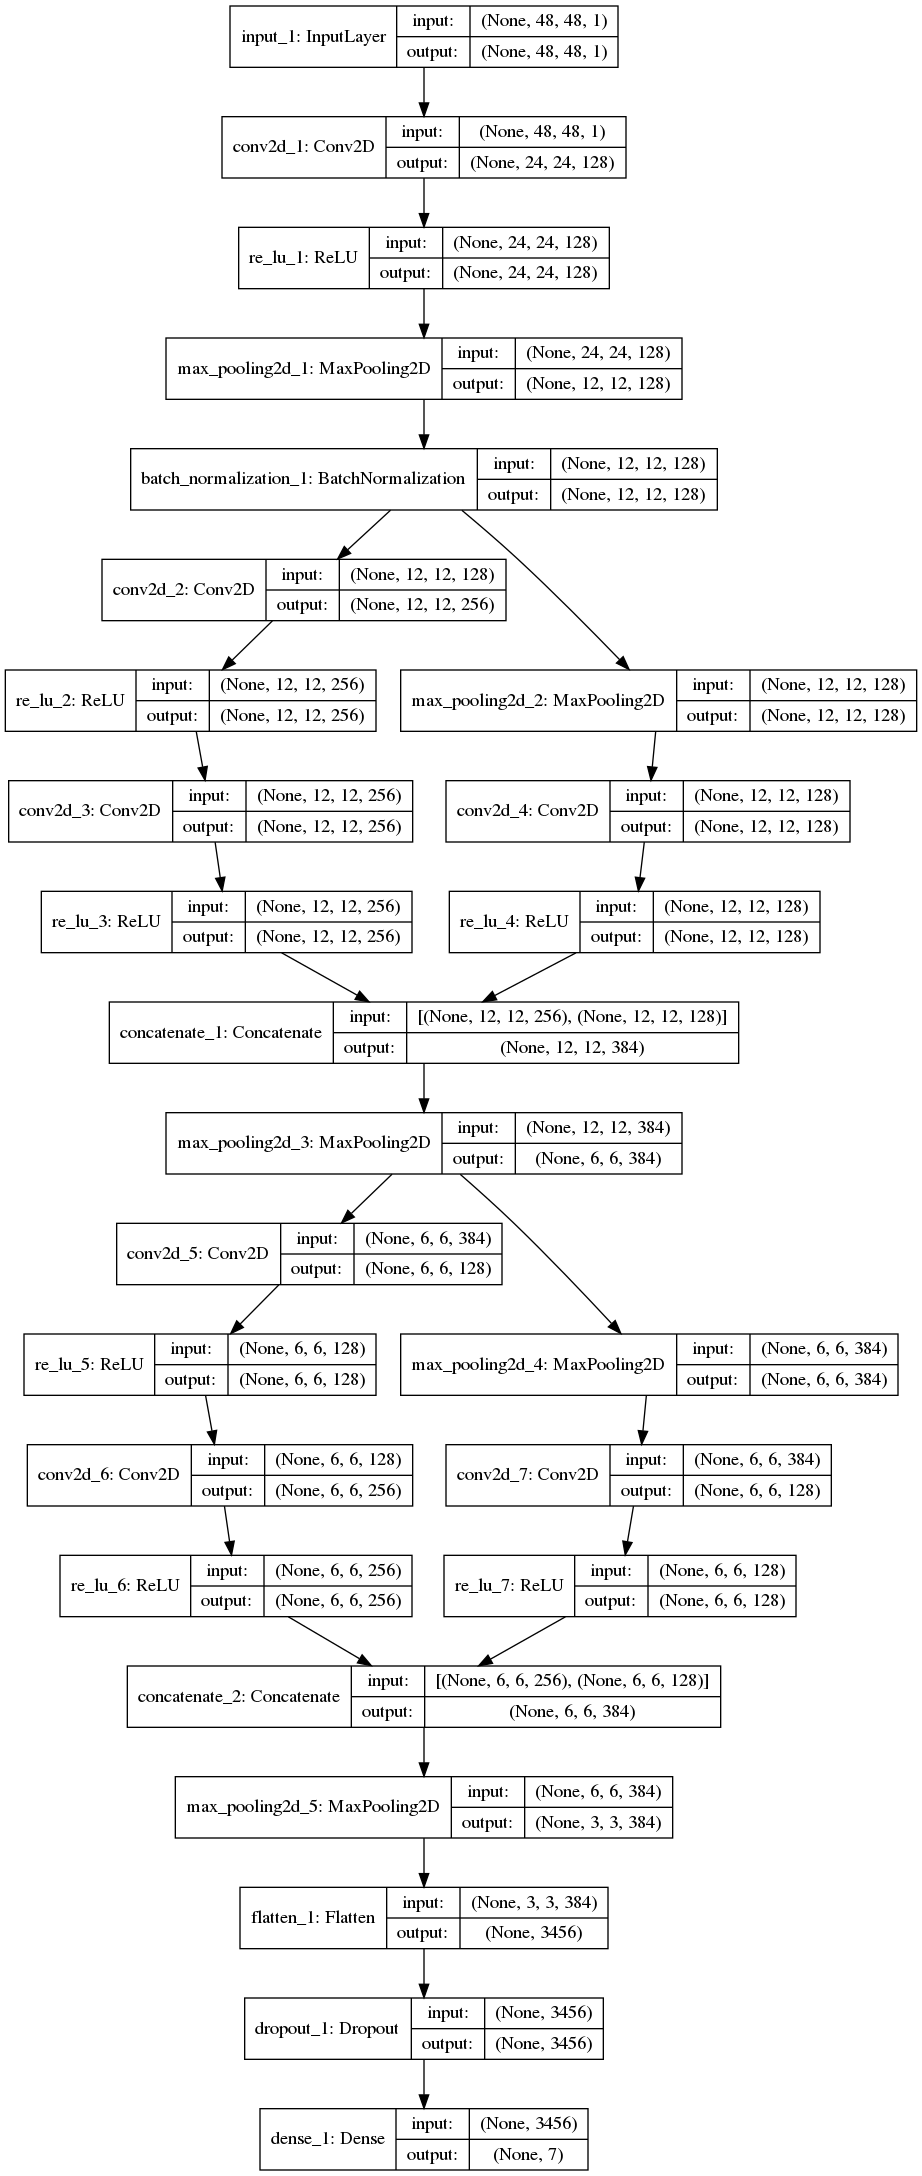 input_1: InputLayer
input: (None, 48, 48, 1)
output: (None, 48, 48, 1)
conv2d_1: Conv2D
input: (None, 48, 48, 1)
output: (None, 24, 24, 128)
re_lu_1: ReLU
input: (None, 24, 24, 128)
output: (None, 24, 24, 128)
max_pooling2d_1: MaxPooling2D
input: (None, 24, 24, 128)
output: (None, 12, 12, 128)
batch_normalization_1: BatchNormalization
input: (None, 12, 12, 128)
output: (None, 12, 12, 128)
conv2d_2: Conv2D
input: (None, 12, 12, 128)
output: (None, 12, 12, 256)
re_lu_2: ReLU
input: (None, 12, 12, 256)
output: (None, 12, 12, 256)
max_pooling2d_2: MaxPooling2D
input: (None, 12, 12, 128)
output: (None, 12, 12, 128)
conv2d_3: Conv2D
input: (None, 12, 12, 256)
output: (None, 12, 12, 256)
conv2d_4: Conv2D
input: (None, 12, 12, 128)
output: (None, 12, 12, 128)
re_lu_3: ReLU
input: (None, 12, 12, 256)
output: (None, 12, 12, 256)
re_lu_4: ReLU
input: (None, 12, 12, 128)
output: (None, 12, 12, 128)
concatenate_1: Concatenate
input: [(None, 12, 12, 256), (None, 12, 12, 128)]
output: (None, 12, 12, 384)
max_pooling2d_3: MaxPooling2D
input: (None, 12, 12, 384)
output: (None, 6, 6, 384)
conv2d_5: Conv2D
input: (None, 6, 6, 384)
output: (None, 6, 6, 128)
re_lu_5: ReLU
input: (None, 6, 6, 128)
output: (None, 6, 6, 128)
max_pooling2d_4: MaxPooling2D
input: (None, 6, 6, 384)
output: (None, 6, 6, 384)
conv2d_6: Conv2D
input: (None, 6, 6, 128)
output: (None, 6, 6, 256)
conv2d_7: Conv2D
input: (None, 6, 6, 384)
output: (None, 6, 6, 128)
re_lu_6: ReLU
input: (None, 6, 6, 256)
output: (None, 6, 6, 256)
re_lu_7: ReLU
input: (None, 6, 6, 128)
output: (None, 6, 6, 128)
concatenate_2: Concatenate
input: [(None, 6, 6, 256), (None, 6, 6, 128)]
output: (None, 6, 6, 384)
max_pooling2d_5: MaxPooling2D
input: (None, 6, 6, 384)
output: (None, 3, 3, 384)
flatten_1: Flatten
input: (None, 3, 3, 384)
output: (None, 3456)
dropout_1: Dropout
input: (None, 3456)
output: (None, 3456)
dense_1: Dense
input: (None, 3456)
output: (None, 7)